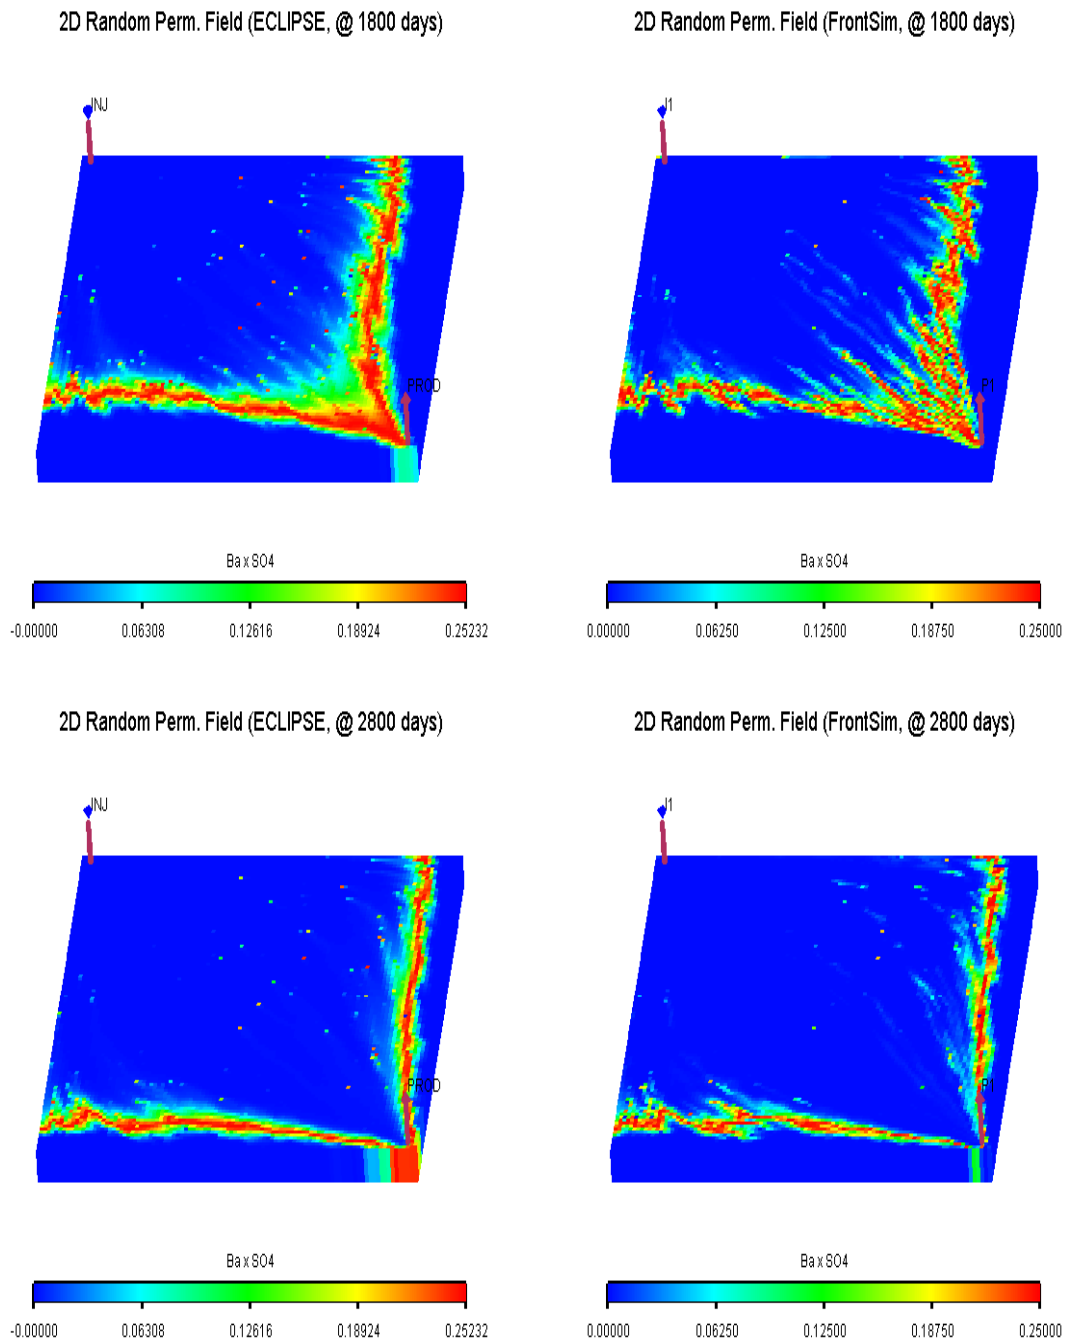 2D Random Perm. Field (ECLIPSE, @ 1800 days)
2D Random Perm. Field (FrontSim, @ 1800 days)
INJ
I1
PROD
P1
Ba x SO4
Ba x SO4
-0.00000 0.06308 0.12616 0.18924 0.25232
0.00000 0.06250 0.12500 0.18750 0.25000
2D Random Perm. Field (ECLIPSE, @ 2800 days)
2D Random Perm. Field (FrontSim, @ 2800 days)
INJ
I1
PROD
P1
Ba x SO4
Ba x SO4
-0.00000 0.06308 0.12616 0.18924 0.25232
0.00000 0.06250 0.12500 0.18750 0.25000